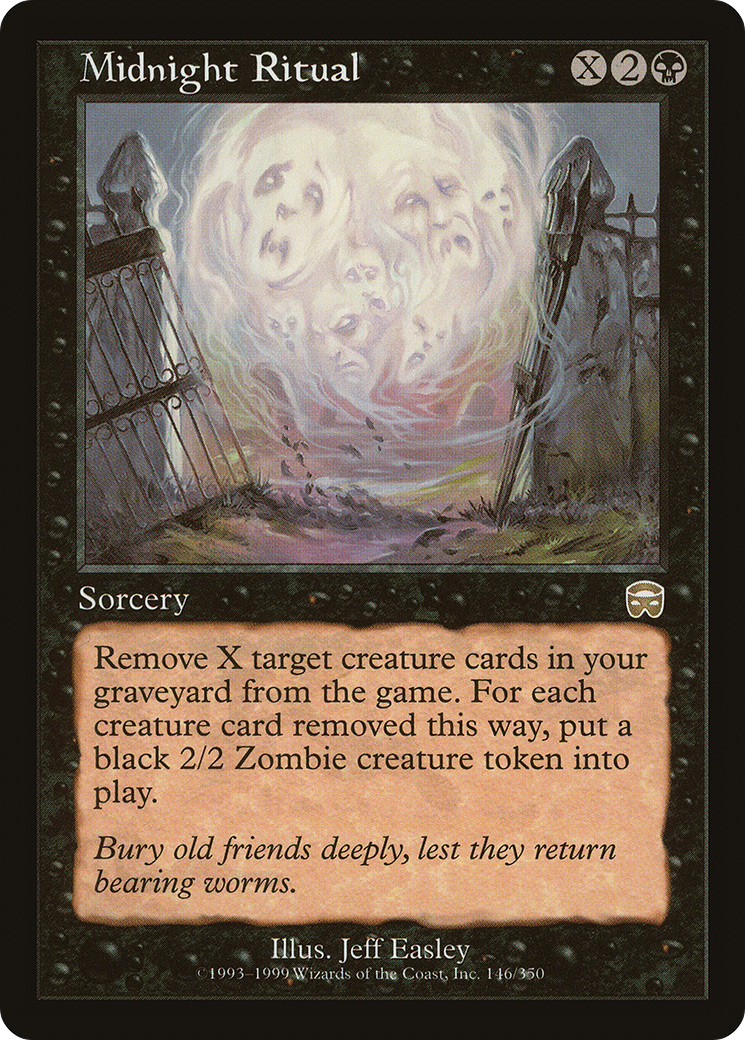 Midnight Ritual X 2
Sorcery
Remove X target creature cards in your
graveyard from the game. For each
creature card removed this way, put a
black 2/2 Zombie creature token into
play.
Bury old friends deeply, lest they return
bearing worms.
Illus. Jeff Easley
©1993–1999 Wizards of the Coast, Inc. 146/350